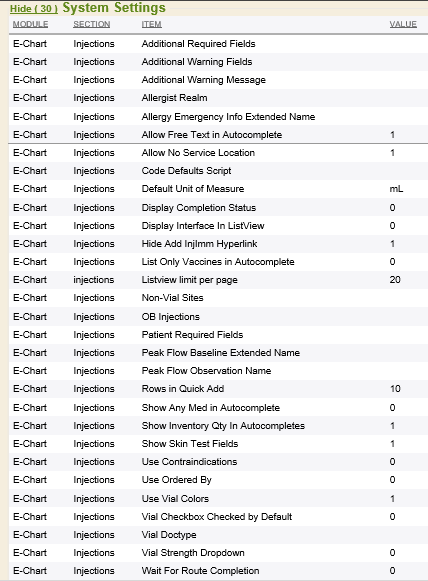 Hide ( 30 ) System Settings
MODULE SECTION ITEM VALUE
E-Chart Injections Additional Required Fields
E-Chart Injections Additional Warning Fields
E-Chart Injections Additional Warning Message
E-Chart Injections Allergist Realm
E-Chart Injections Allergy Emergency Info Extended Name
E-Chart Injections Allow Free Text in Autocomplete 1
E-Chart Injections Allow No Service Location 1
E-Chart Injections Code Defaults Script
E-Chart Injections Default Unit of Measure mL
E-Chart Injections Display Completion Status 0
E-Chart Injections Display Interface In ListView 0
E-Chart Injections Hide Add InjImm Hyperlink 1
E-Chart Injections List Only Vaccines in Autocomplete 0
E-Chart injections Listview limit per page 20
E-Chart Injections Non-Vial Sites
E-Chart Injections OB Injections
E-Chart Injections Patient Required Fields
E-Chart Injections Peak Flow Baseline Extended Name
E-Chart Injections Peak Flow Observation Name
E-Chart Injections Rows in Quick Add 10
E-Chart Injections Show Any Med in Autocomplete 0
E-Chart Injections Show Inventory Qty In Autocompletes 1
E-Chart Injections Show Skin Test Fields 1
E-Chart Injections Use Contraindications 0
E-Chart Injections Use Ordered By 0
E-Chart Injections Use Vial Colors 1
E-Chart Injections Vial Checkbox Checked by Default 0
E-Chart Injections Vial Doctype
E-Chart Injections Vial Strength Dropdown 0
E-Chart Injections Wait For Route Completion 0